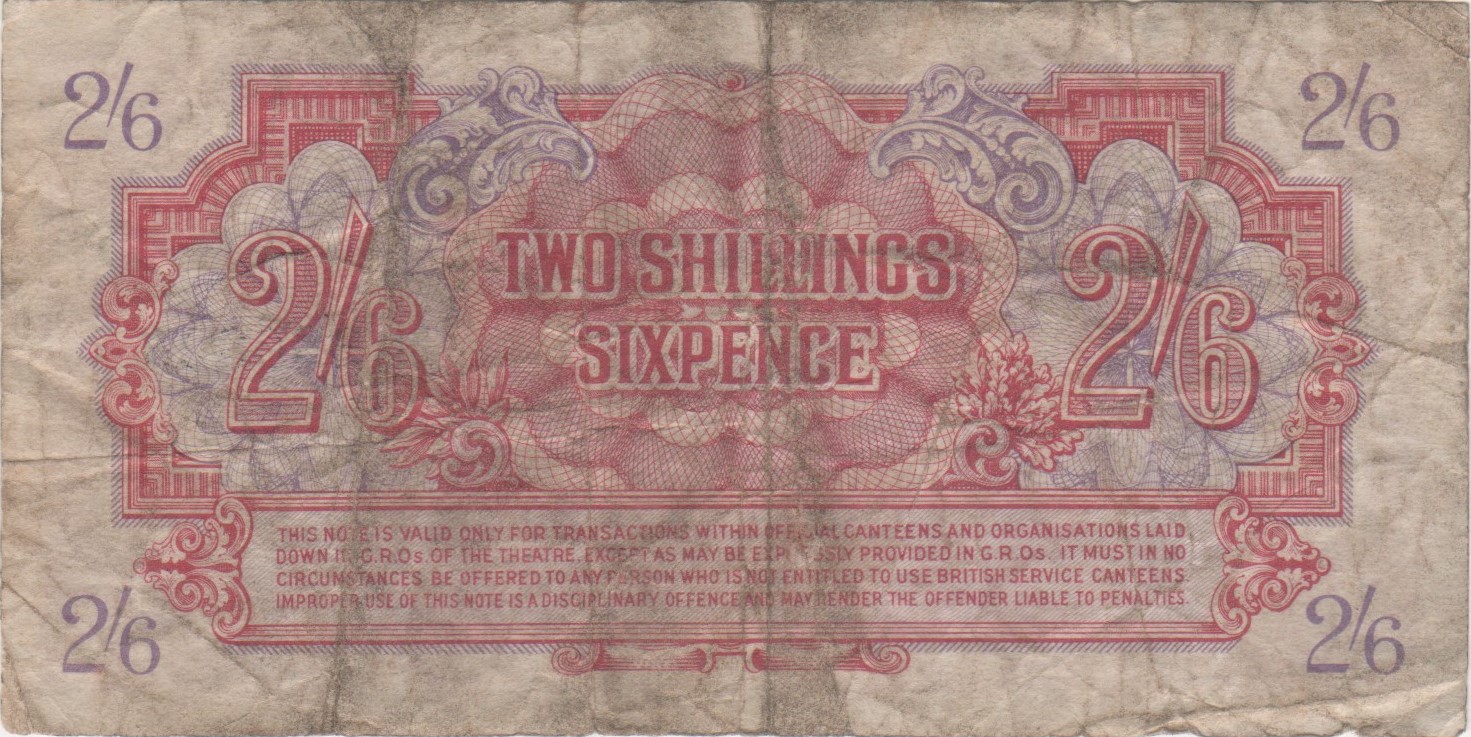 2/6 2/6
TWO SHILLINGS
2/6 2/6
SIXPENCE
THIS NOTE IS VALID ONLY FOR TRANSACTIONS WITHIN OFFICIAL CANTEENS AND ORGANISATIONS LAID
DOWN IN G.R.Os. OF THE THEATRE. EXCEPT AS MAY BE EXPRESSLY PROVIDED IN G.R.Os. IT MUST IN NO
CIRCUMSTANCES BE OFFERED TO ANY PERSON WHO IS NOT ENTITLED TO USE BRITISH SERVICE CANTEENS.
IMPROPER USE OF THIS NOTE IS A DISCIPLINARY OFFENCE AND MAY RENDER THE OFFENDER LIABLE TO PENALTIES.
2/6 2/6